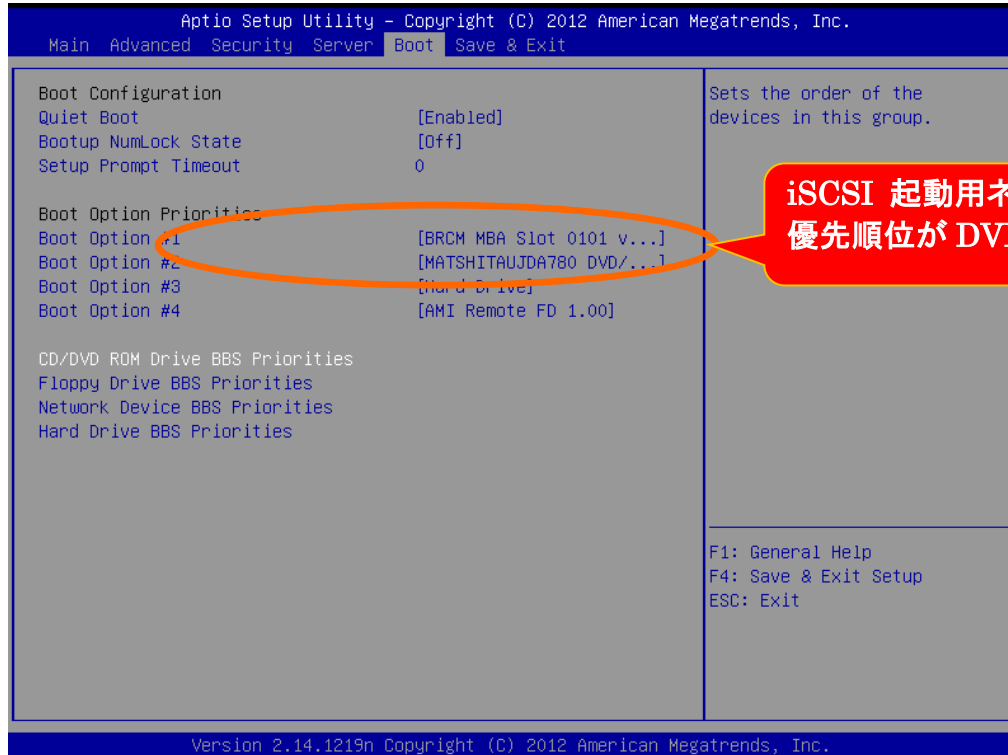 Aptio Setup Utility – Copyright (C) 2012 American Megatrends, Inc.
Main Advanced Security Server Boot Save & Exit
Boot Configuration
Quiet Boot [Enabled]
Bootup NumLock State [Off]
Setup Prompt Timeout 0
Boot Option Priorities
Boot Option #1 [BRCM MBA Slot 0101 v...]
Boot Option #2 [MATSHITAUJDA780 DVD/...]
Boot Option #3 [Hard Drive]
Boot Option #4 [AMI Remote FD 1.00]
CD/DVD ROM Drive BBS Priorities
Floppy Drive BBS Priorities
Network Device BBS Priorities
Hard Drive BBS Priorities
Sets the order of the
devices in this group.
iSCSI 起動用ネ
優先順位が DV
F1: General Help
F4: Save & Exit Setup
ESC: Exit
Version 2.14.1219n Copyright (C) 2012 American Megatrends, Inc.